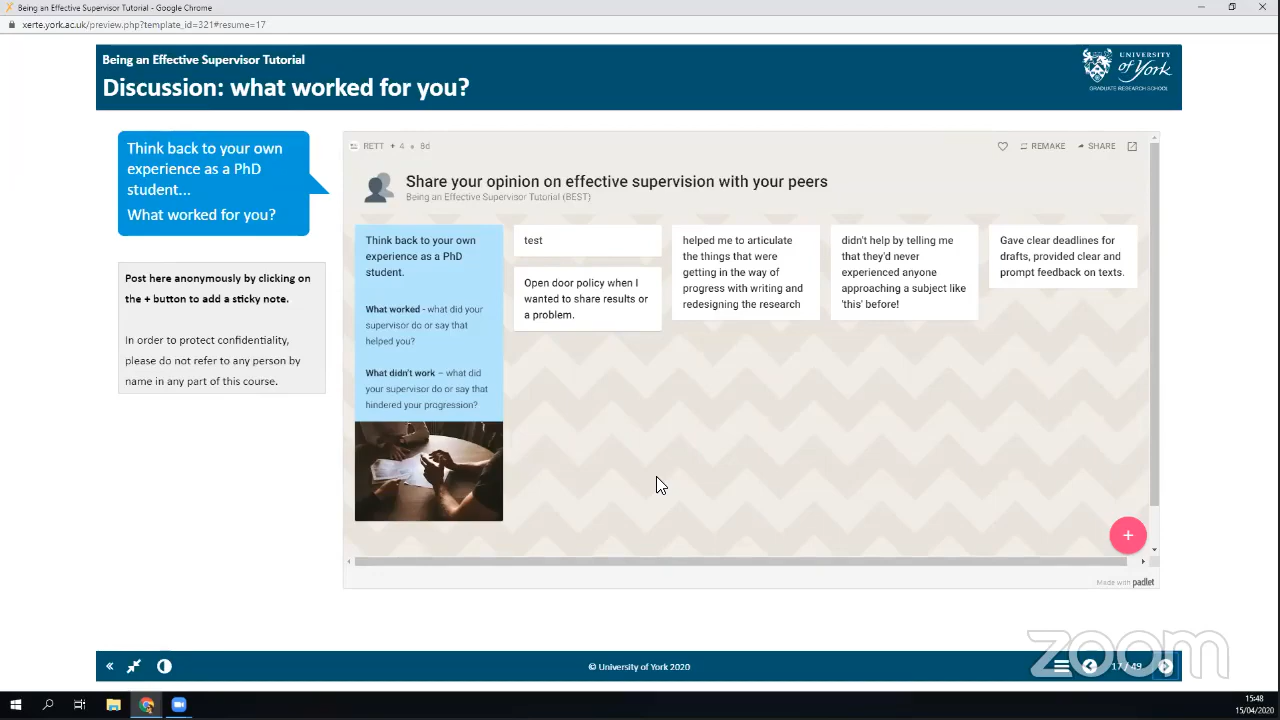 Being an Effective Supervisor Tutorial - Google Chrome
xerte.york.ac.uk/preview.php?template_id=321#resume=17
Being an Effective Supervisor Tutorial
Discussion: what worked for you?
UNIVERSITY
of York
GRADUATE RESEARCH SCHOOL
Think back to your own
experience as a PhD
student...
What worked for you?
Post here anonymously by clicking on
the + button to add a sticky note.
In order to protect confidentiality,
please do not refer to any person by
name in any part of this course.
RETT + 4 • 8d
REMAKE
SHARE
Share your opinion on effective supervision with your peers
Being an Effective Supervisor Tutorial (BEST)
Think back to your own
experience as a PhD
student.
What worked - what did your
supervisor do or say that
helped you?
What didn't work – what did
your supervisor do or say that
hindered your progression?
test
Open door policy when I
wanted to share results or
a problem.
helped me to articulate
the things that were
getting in the way of
progress with writing and
redesigning the research
didn't help by telling me
that they'd never
experienced anyone
approaching a subject like
'this' before!
Gave clear deadlines for
drafts, provided clear and
prompt feedback on texts.
+
Made with padlet
© University of York 2020
17 / 49
zoom
15:48
15/04/2020